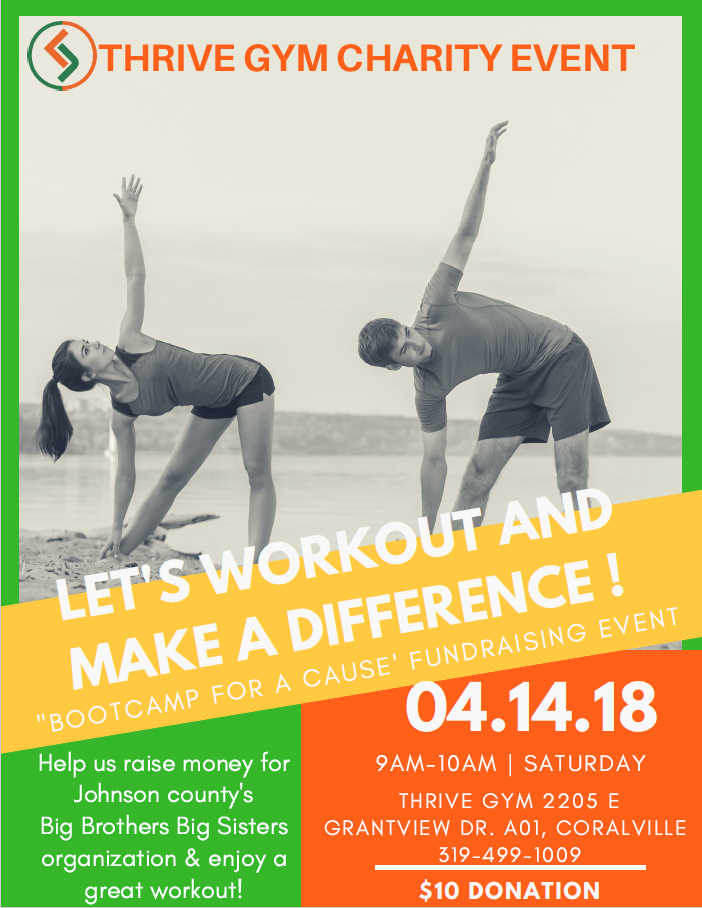 THRIVE GYM CHARITY EVENT
LET'S WORKOUT AND
MAKE A DIFFERENCE !
"BOOTCAMP FOR A CAUSE' FUNDRAISING EVENT
04.14.18
9AM-10AM | SATURDAY
THRIVE GYM 2205 E
GRANTVIEW DR. A01, CORALVILLE
319-499-1009
$10 DONATION
Help us raise money for
Johnson county's
Big Brothers Big Sisters
organization & enjoy a
great workout!